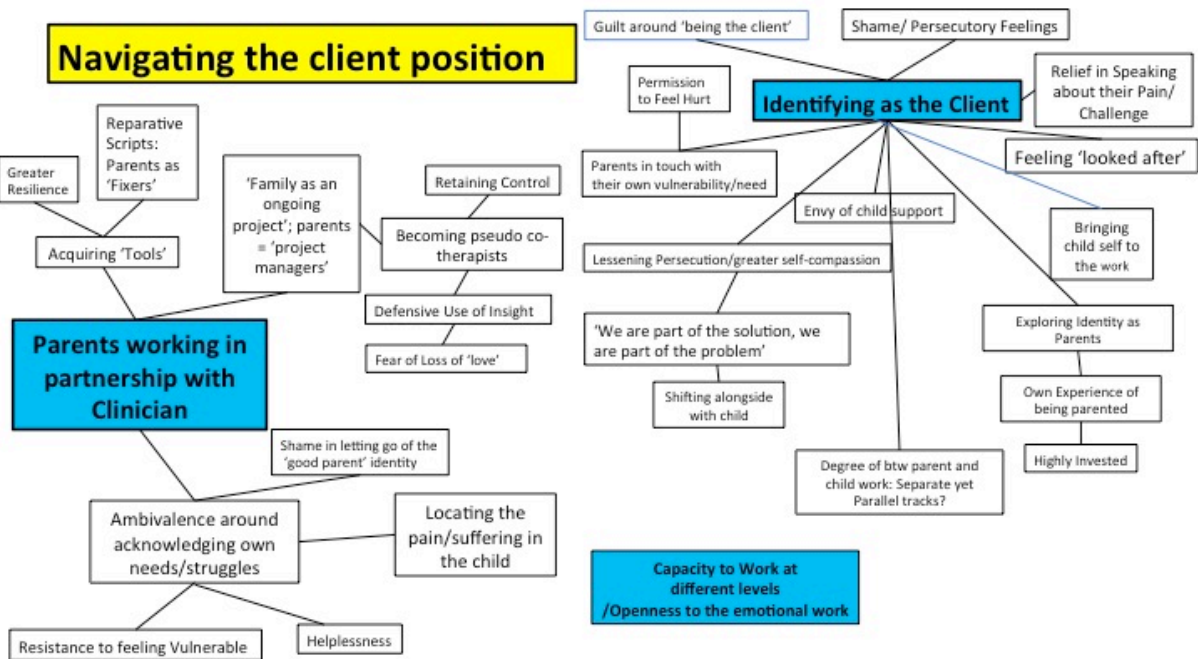 Navigating the client position
Guilt around ‘being the client’
Shame/ Persecutory Feelings
Permission
to Feel Hurt
Identifying as the Client
Relief in Speaking
about their Pain/
Challenge
Feeling ‘looked after’
Parents in touch with
their own vulnerability/need
Envy of child support
Bringing
child self to
the work
Lessening Persecution/greater self-compassion
‘We are part of the solution, we
are part of the problem’
Shifting alongside
with child
Exploring Identity as
Parents
Own Experience of
being parented
Highly Invested
Degree of btw parent and
child work: Separate yet
Parallel tracks?
Capacity to Work at
different levels
/Openness to the emotional work
Reparative
Scripts:
Parents as
‘Fixers’
Greater
Resilience
Acquiring ‘Tools’
‘Family as an
ongoing
project’; parents
= ‘project
managers’
Retaining Control
Becoming pseudo co-
therapists
Defensive Use of Insight
Fear of Loss of ‘love’
Parents working in
partnership with
Clinician
Shame in letting go of the
‘good parent’ identity
Ambivalence around
acknowledging own
needs/struggles
Locating the
pain/suffering in
the child
Resistance to feeling Vulnerable
Helplessness